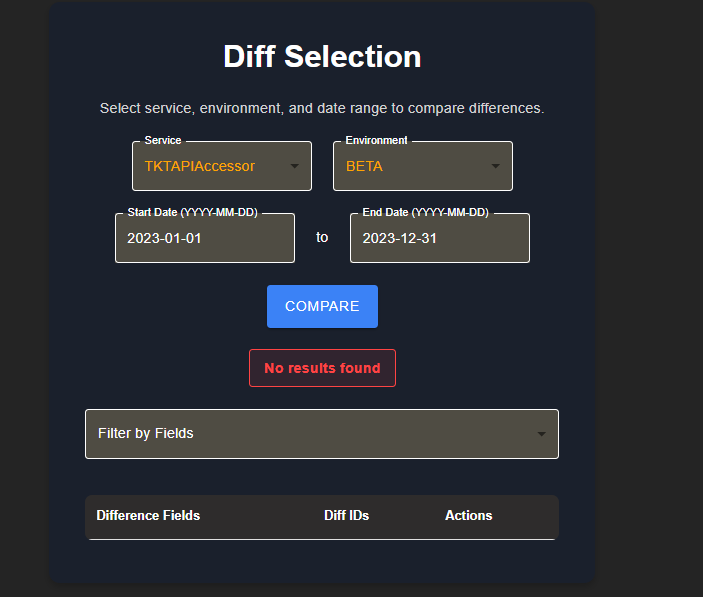 Diff Selection
Select service, environment, and date range to compare differences.
Service
Environment
TKTAPIAccessor
BETA
Start Date (YYYY-MM-DD)
End Date (YYYY-MM-DD)
2023-01-01
to
2023-12-31
COMPARE
No results found
Filter by Fields
Difference Fields
Diff IDs
Actions